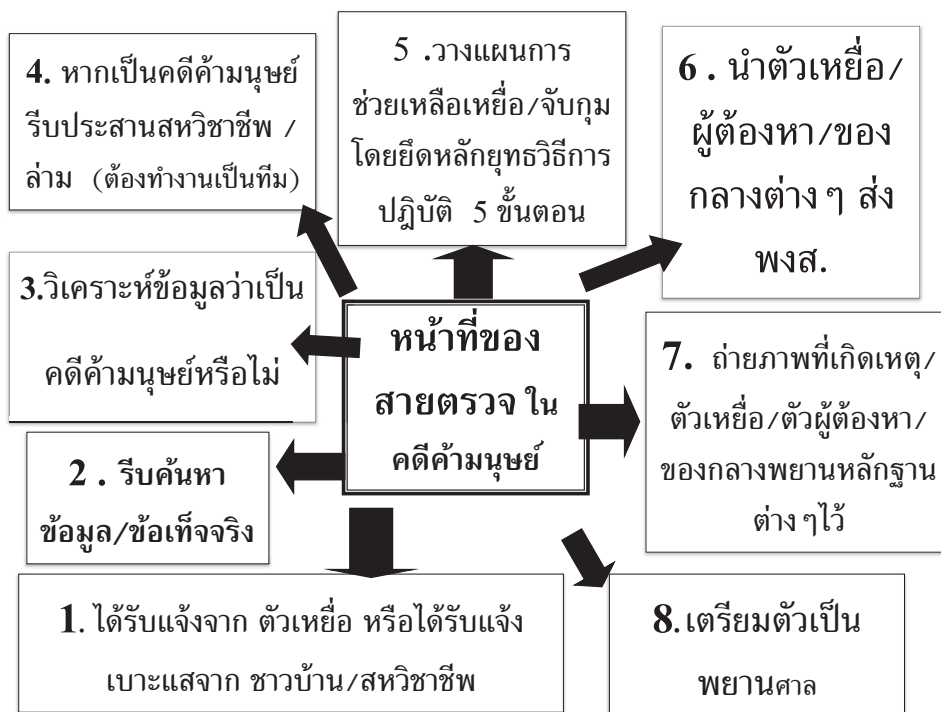 4. หากเป็นคดีค้ามนุษย์
รีบประสานสหวิชาชีพ /
ล่าม (ต้องทำงานเป็นทีม)
5 .วางแผนการ
ช่วยเหลือเหยื่อ/จับกุม
โดยยึดหลักยุทธวิธีการ
ปฎิบัติ 5 ขั้นตอน
6 . นำตัวเหยื่อ/
ผู้ต้องหา/ของ
กลางต่าง ๆ ส่ง
พงส.
3.วิเคราะห์ข้อมูลว่าเป็น
คดีค้ามนุษย์หรือไม่
หน้าที่ของ
สายตรวจ ใน
คดีค้ามนุษย์
7. ถ่ายภาพที่เกิดเหตุ/
ตัวเหยื่อ/ตัวผู้ต้องหา/
ของกลางพยานหลักฐาน
ต่าง ๆไว้
2 . รีบค้นหา
ข้อมูล/ข้อเท็จจริง
1. ได้รับแจ้งจาก ตัวเหยื่อ หรือได้รับแจ้ง
เบาะแสจาก ชาวบ้าน/สหวิชาชีพ
8.เตรียมตัวเป็น
พยานศาล